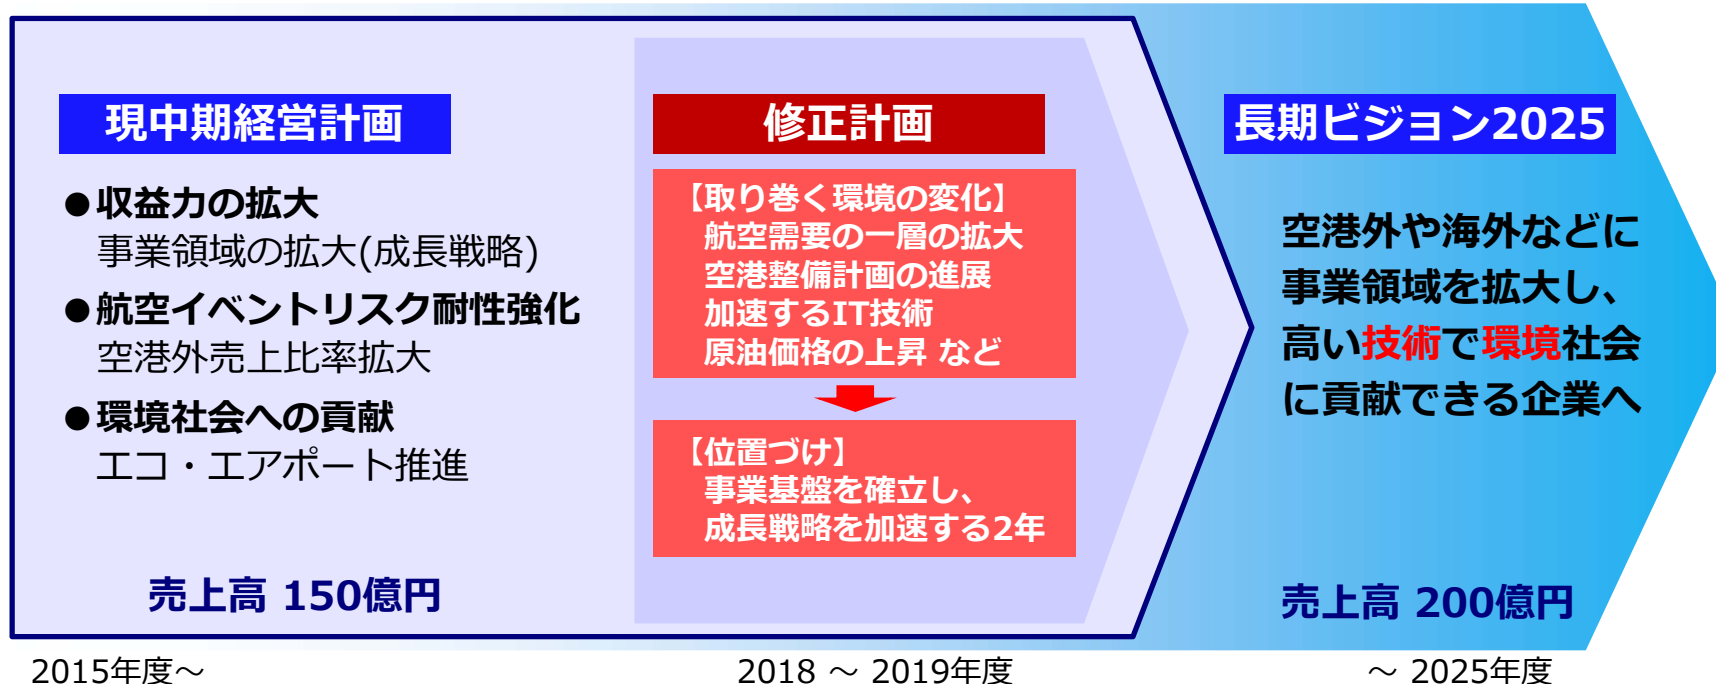 現中期経営計画
●収益力の拡大
事業領域の拡大(成長戦略)
●航空イベントリスク耐性強化
空港外売上比率拡大
●環境社会への貢献
エコ・エアポート推進
売上高 150億円
2015年度～
修正計画
【取り巻く環境の変化】
航空需要の一層の拡大
空港整備計画の進展
加速するIT技術
原油価格の上昇 など
【位置づけ】
事業基盤を確立し、
成長戦略を加速する2年
2018 ～ 2019年度
長期ビジョン2025
空港外や海外などに
事業領域を拡大し、
高い技術で環境社会
に貢献できる企業へ
売上高 200億円
～ 2025年度